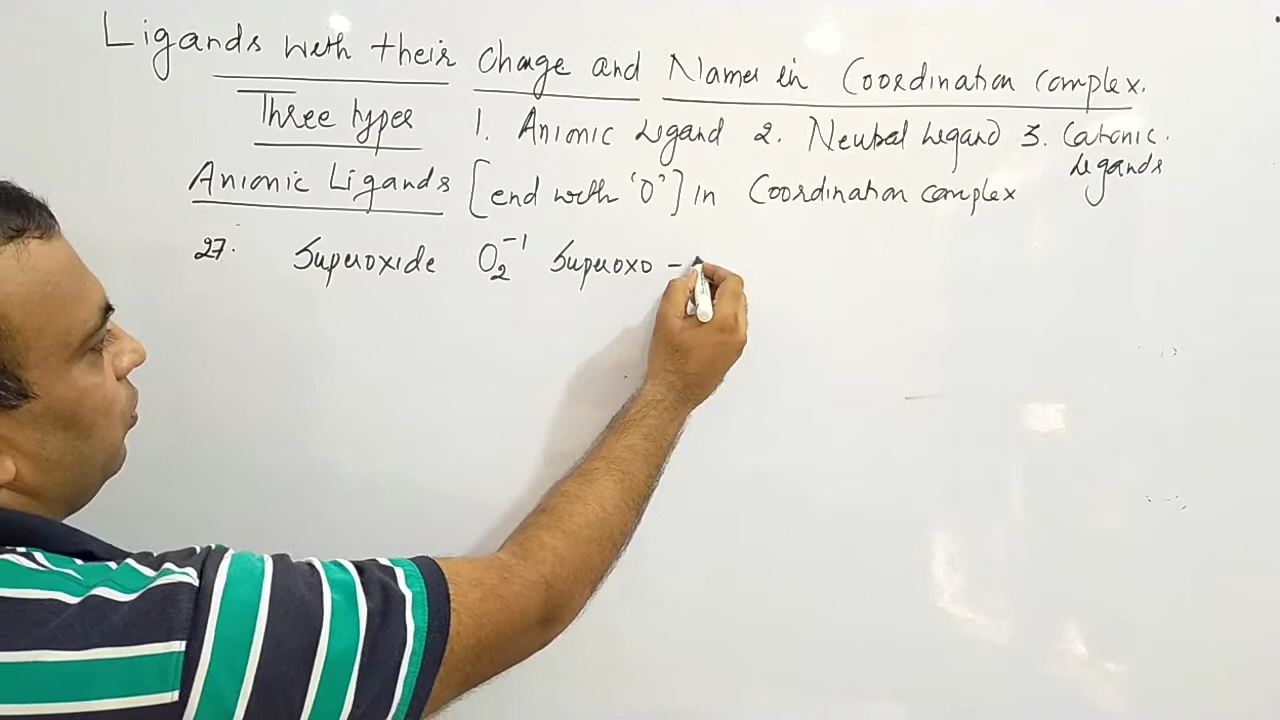 Ligands with their Charge and Names in Coordination complex.
Three types 1. Anionic Ligand 2. Neutral Ligand 3. Cationic. Ligands
Anionic Ligands [end with 'O'] in Coordination complex
27. Superoxide O₂⁻¹ Superoxo -